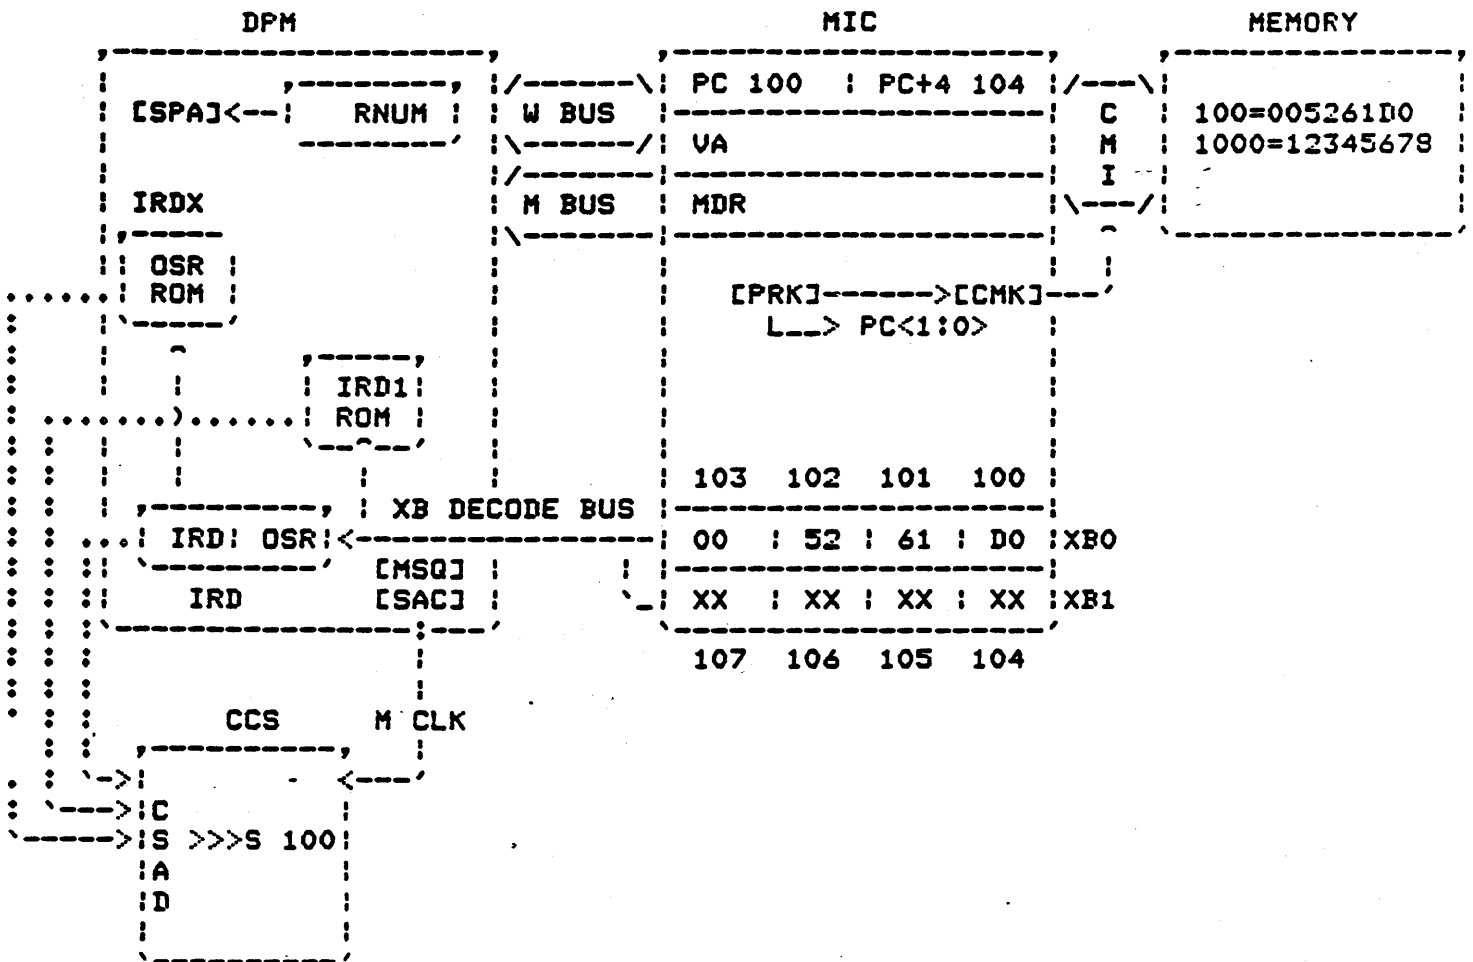 DPM MIC MEMORY
PC 100 PC+4 104
[SPA]<-- RNUM W BUS C 100=005261D0
VA M 1000=12345678
I
IRDX M BUS MDR
OSR
ROM [PRK]------>[CCMK]
L__> PC<1:0>
IRD1
ROM
103 102 101 100
XB DECODE BUS
IRD OSR 00 52 61 D0 XB0
[MSQ]
IRD [SAC] XX XX XX XX XB1
107 106 105 104
CCS M CLK
C
S >>>S 100
A
D